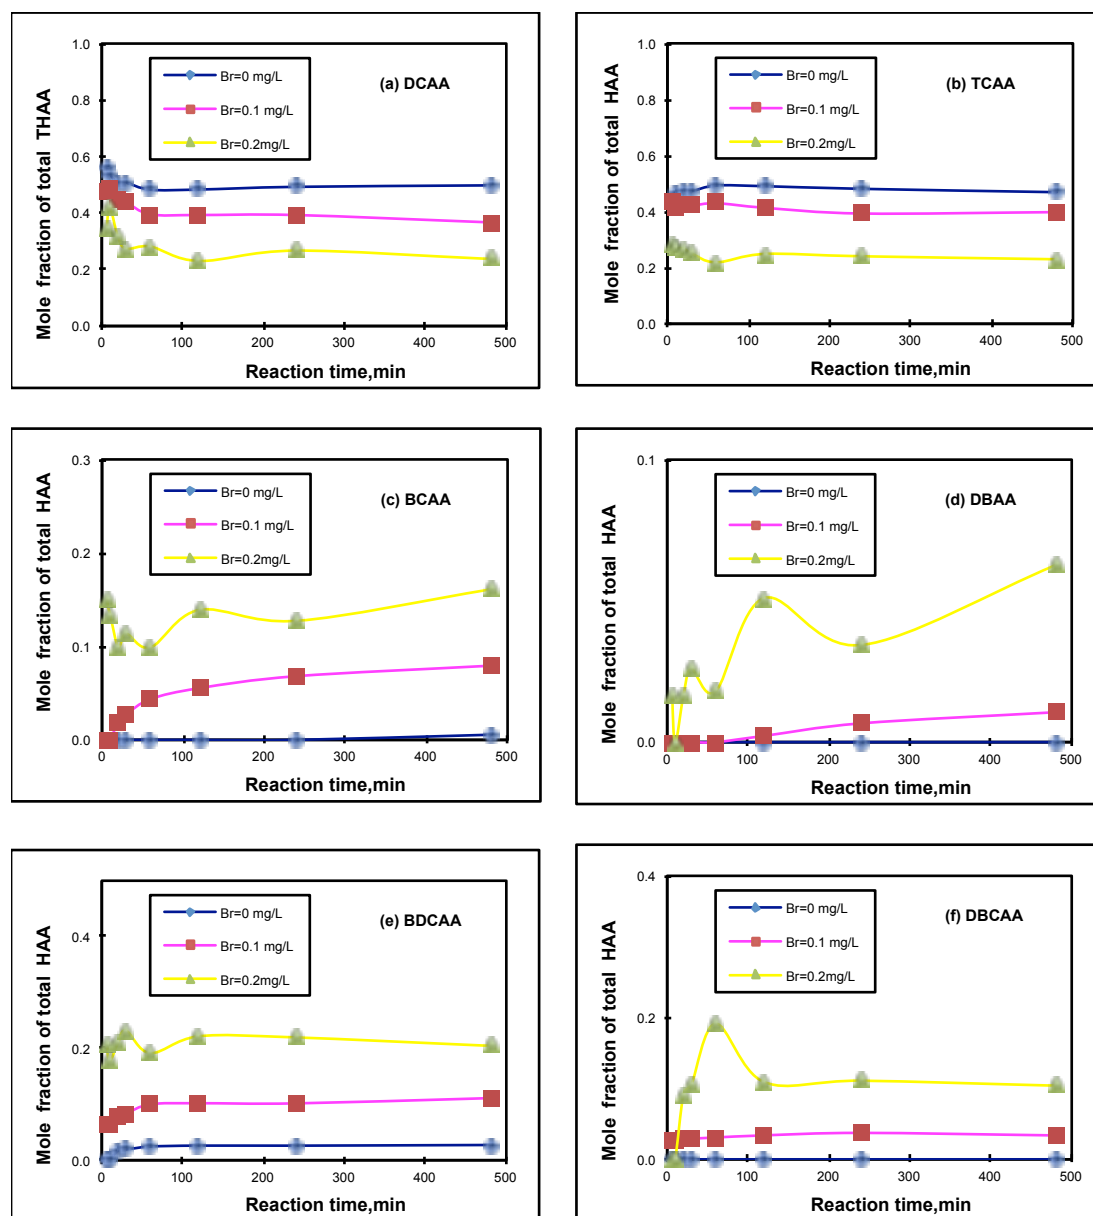 Mole fraction of total THAA
1.0
0.8
0.6
0.4
0.2
0.0
Br=0 mg/L
Br=0.1 mg/L
Br=0.2mg/L
(a) DCAA
0 100 200 300 400 500
Reaction time,min
Mole fraction of total HAA
1.0
0.8
0.6
0.4
0.2
0.0
Br=0 mg/L
Br=0.1 mg/L
Br=0.2mg/L
(b) TCAA
0 100 200 300 400 500
Reaction time,min
Mole fraction of total HAA
0.3
0.2
0.1
0.0
Br=0 mg/L
Br=0.1 mg/L
Br=0.2mg/L
(c) BCAA
0 100 200 300 400 500
Reaction time,min
Mole fraction of total HAA
0.1
0.0
Br=0 mg/L
Br=0.1 mg/L
Br=0.2mg/L
(d) DBAA
0 100 200 300 400 500
Reaction time,min
Mole fraction of total HAA
0.4
0.2
0.0
Br=0 mg/L
Br=0.1 mg/L
Br=0.2mg/L
(e) BDCAA
0 100 200 300 400 500
Reaction time,min
Mole fraction of total HAA
0.4
0.2
0.0
Br=0 mg/L
Br=0.1 mg/L
Br=0.2mg/L
(f) DBCAA
0 100 200 300 400 500
Reaction time,min